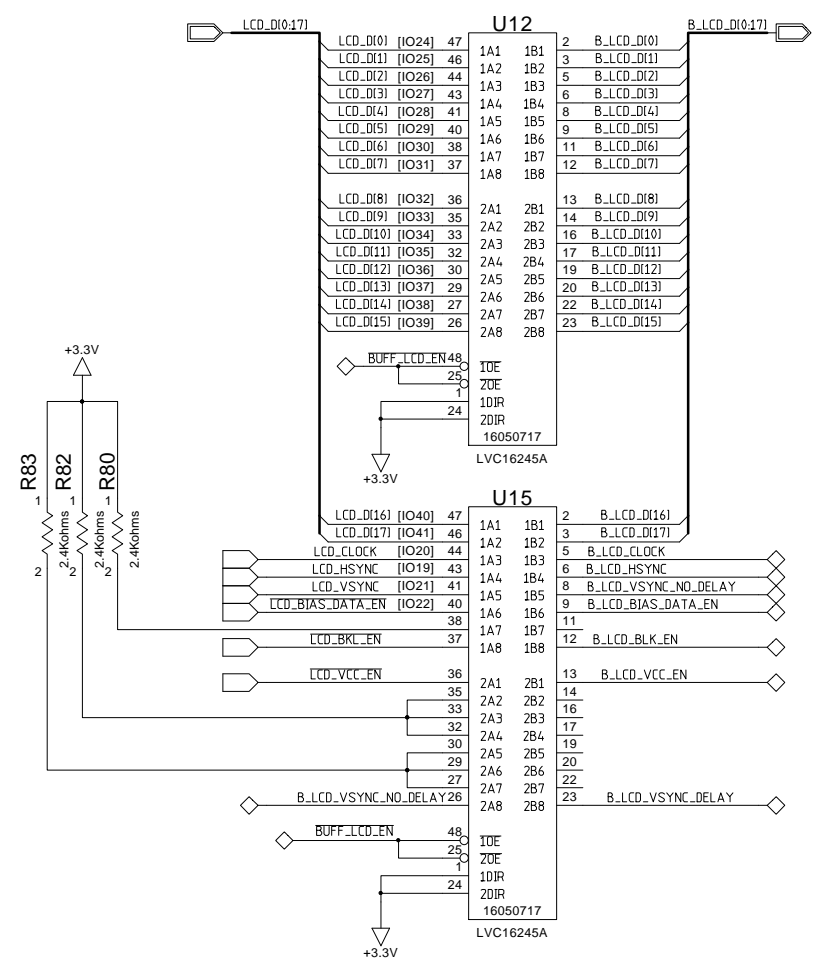 LCD_D[0:17] U12 B_LCD_D[0:17]
LCD_D[0] [IO24] 47 1A1 1B1 2 B_LCD_D[0]
LCD_D[1] [IO25] 46 1A2 1B2 3 B_LCD_D[1]
LCD_D[2] [IO26] 44 1A3 1B3 5 B_LCD_D[2]
LCD_D[3] [IO27] 43 1A4 1B4 6 B_LCD_D[3]
LCD_D[4] [IO28] 41 1A5 1B5 8 B_LCD_D[4]
LCD_D[5] [IO29] 40 1A6 1B6 9 B_LCD_D[5]
LCD_D[6] [IO30] 38 1A7 1B7 11 B_LCD_D[6]
LCD_D[7] [IO31] 37 1A8 1B8 12 B_LCD_D[7]
LCD_D[8] [IO32] 36 2A1 2B1 13 B_LCD_D[8]
LCD_D[9] [IO33] 35 2A2 2B2 14 B_LCD_D[9]
LCD_D[10] [IO34] 33 2A3 2B3 16 B_LCD_D[10]
LCD_D[11] [IO35] 32 2A4 2B4 17 B_LCD_D[11]
LCD_D[12] [IO36] 30 2A5 2B5 19 B_LCD_D[12]
LCD_D[13] [IO37] 29 2A6 2B6 20 B_LCD_D[13]
LCD_D[14] [IO38] 27 2A7 2B7 22 B_LCD_D[14]
LCD_D[15] [IO39] 26 2A8 2B8 23 B_LCD_D[15]
BUFF_LCD_EN 48 1OE
25 2OE
1 1DIR
24 2DIR
16050717
LVC16245A
+3.3V
+3.3V
R83 1 2.4Kohms 2
R82 1 2.4Kohms 2
R80 1 2.4Kohms 2
U15
LCD_D[16] [IO40] 47 1A1 1B1 2 B_LCD_D[16]
LCD_D[17] [IO41] 46 1A2 1B2 3 B_LCD_D[17]
LCD_CLOCK [IO20] 44 1A3 1B3 5 B_LCD_CLOCK
LCD_HSYNC [IO19] 43 1A4 1B4 6 B_LCD_HSYNC
LCD_VSYNC [IO21] 41 1A5 1B5 8 B_LCD_VSYNC_NO_DELAY
LCD_BIAS_DATA_EN [IO22] 40 1A6 1B6 9 B_LCD_BIAS_DATA_EN
38 1A7 1B7 11
LCD_BKL_EN 37 1A8 1B8 12 B_LCD_BLK_EN
LCD_VCC_EN 36 2A1 2B1 13 B_LCD_VCC_EN
35 2A2 2B2 14
33 2A3 2B3 16
32 2A4 2B4 17
30 2A5 2B5 19
29 2A6 2B6 20
27 2A7 2B7 22
B_LCD_VSYNC_NO_DELAY 26 2A8 2B8 23 B_LCD_VSYNC_DELAY
BUFF_LCD_EN 48 1OE
25 2OE
1 1DIR
24 2DIR
16050717
LVC16245A
+3.3V